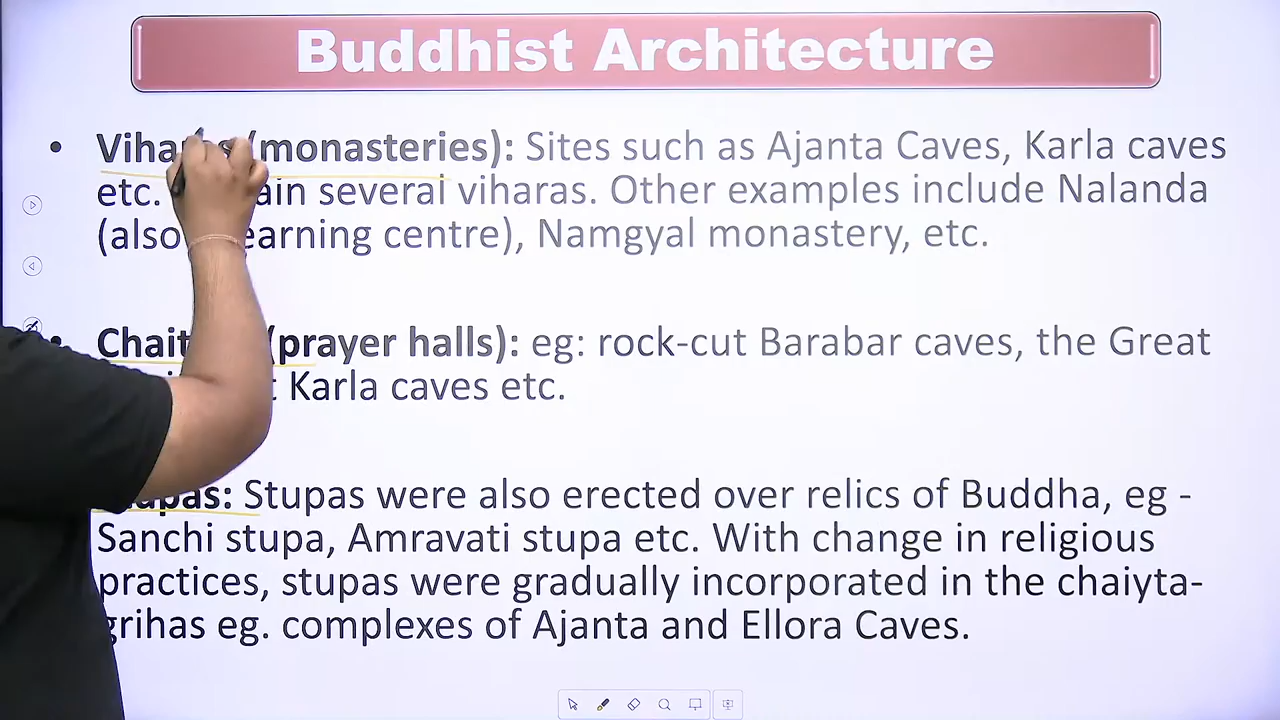 Buddhist Architecture
• (monasteries): Sites such as Ajanta Caves, Karla caves
etc. several viharas. Other examples include Nalanda
(also learning centre), Namgyal monastery, etc.
• (prayer halls): eg: rock-cut Barabar caves, the Great
Karla caves etc.
Stupas: Stupas were also erected over relics of Buddha, eg -
Sanchi stupa, Amravati stupa etc. With change in religious
practices, stupas were gradually incorporated in the chaiyta-
grihas eg. complexes of Ajanta and Ellora Caves.